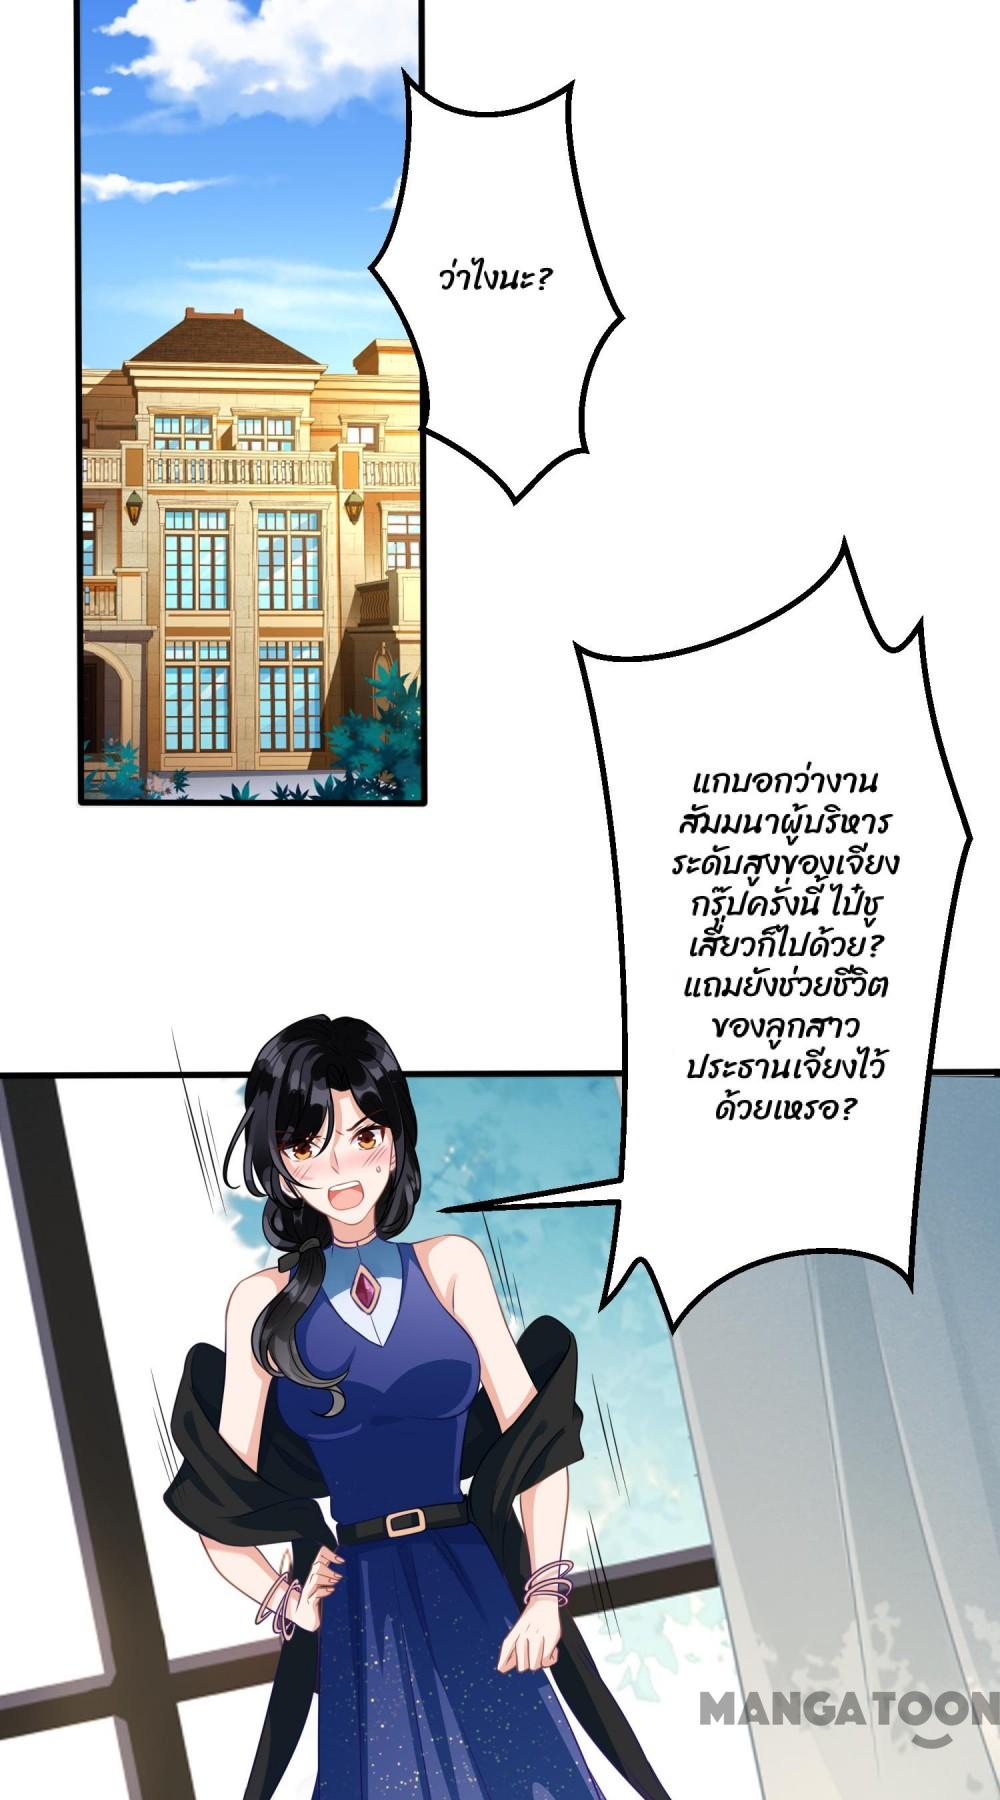 ว่าไงนะ?
แกบอกว่างาน
สัมมนาผู้บริหาร
ระดับสูงของเจียง
กรุ๊ปครั้งนี้ ไป๋ชู
เสี่ยวก็ไปด้วย?
แถมยังช่วยชีวิต
ของลูกสาว
ประธานเจียงไว้
ด้วยเหรอ?
MANGATOON